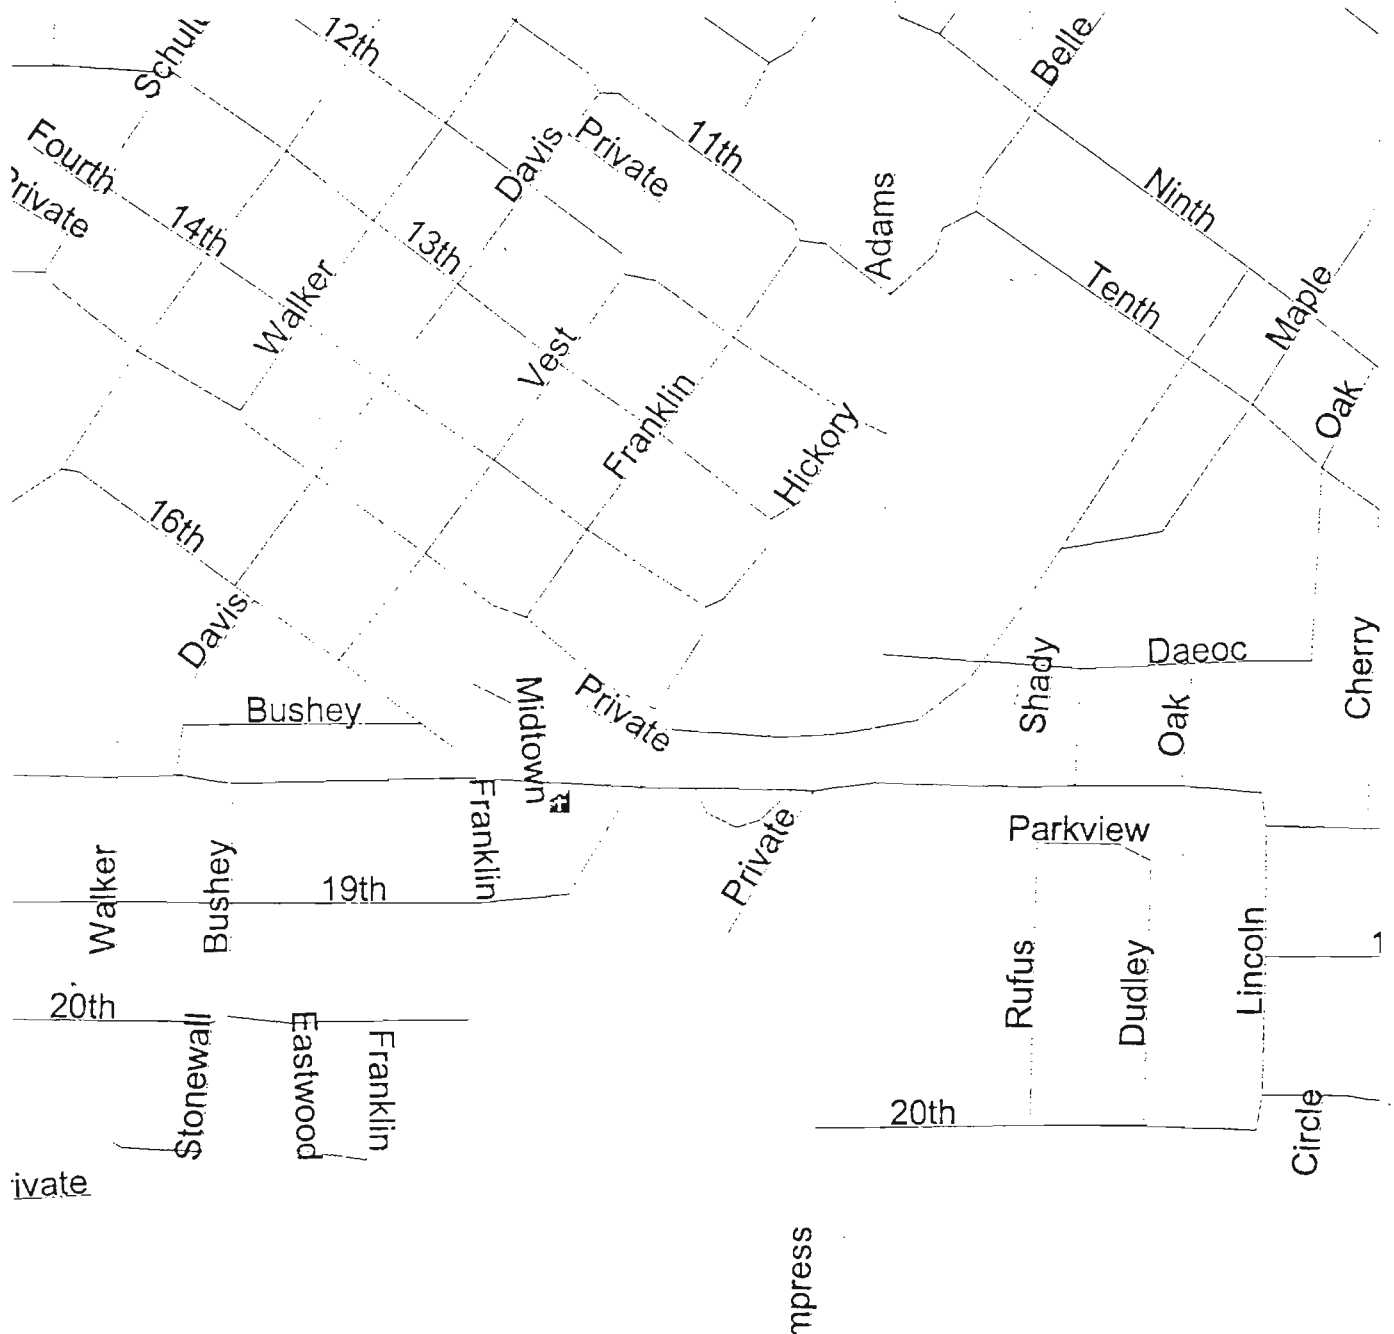 Schul
12th
Belle
Fourth
Private
Davis
Private
11th
Ninth
14th
13th
Adams
Tenth
Walker
Maple
Vest
Oak
Franklin
Hickory
16th
Davis
Daeoc
Shady
Cherry
Oak
Bushey
Midtown
Private
Franklin
Private
Parkview
Walker
Bushey
19th
Lincoln
1
Rufus
Dudley
20th
Stonewall
Eastwood
Franklin
20th
Circle
ivate
mpress